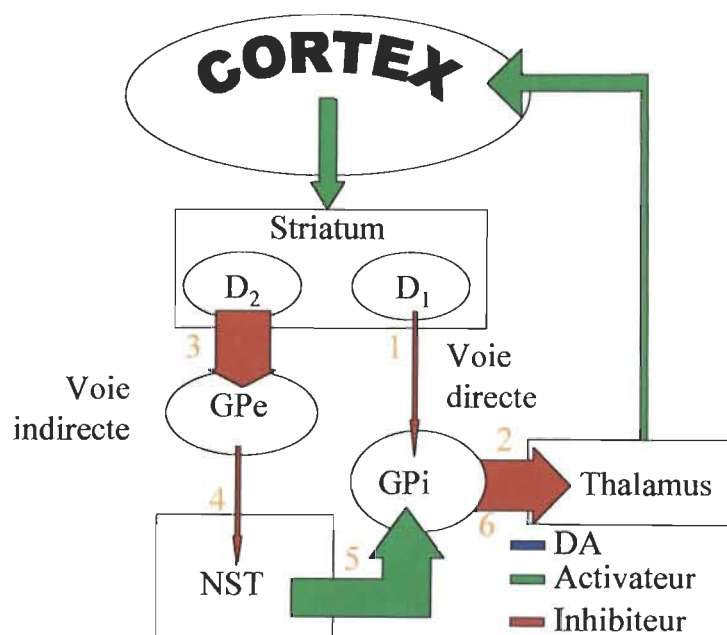 CORTEX
Striatum
D2 D1
3 1
Voie indirecte
GPe
Voie directe
4
GPi
2
6
Thalamus
NST
5
DA
Activateur
Inhibiteur